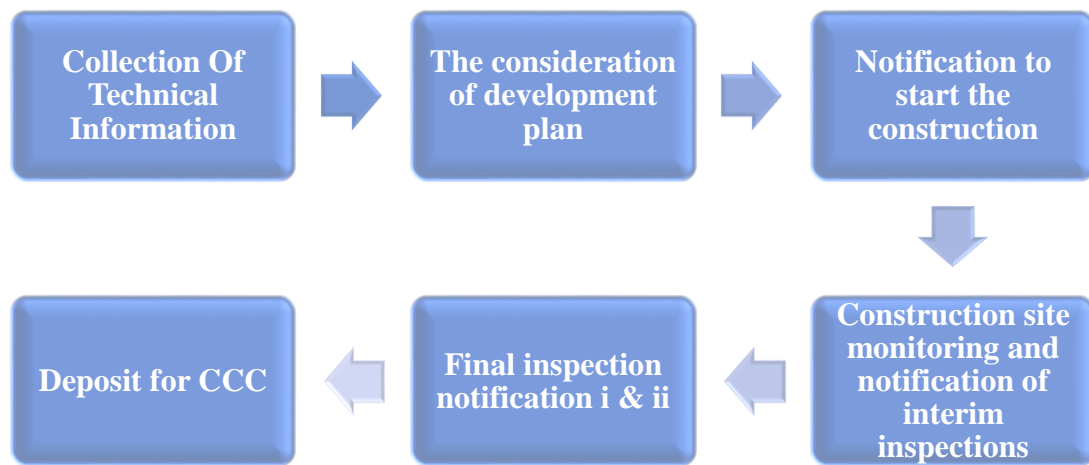 Collection Of
Technical
Information
The consideration
of development
plan
Notification to
start the
construction
Construction site
monitoring and
notification of
interim
inspections
Final inspection
notification i & ii
Deposit for CCC